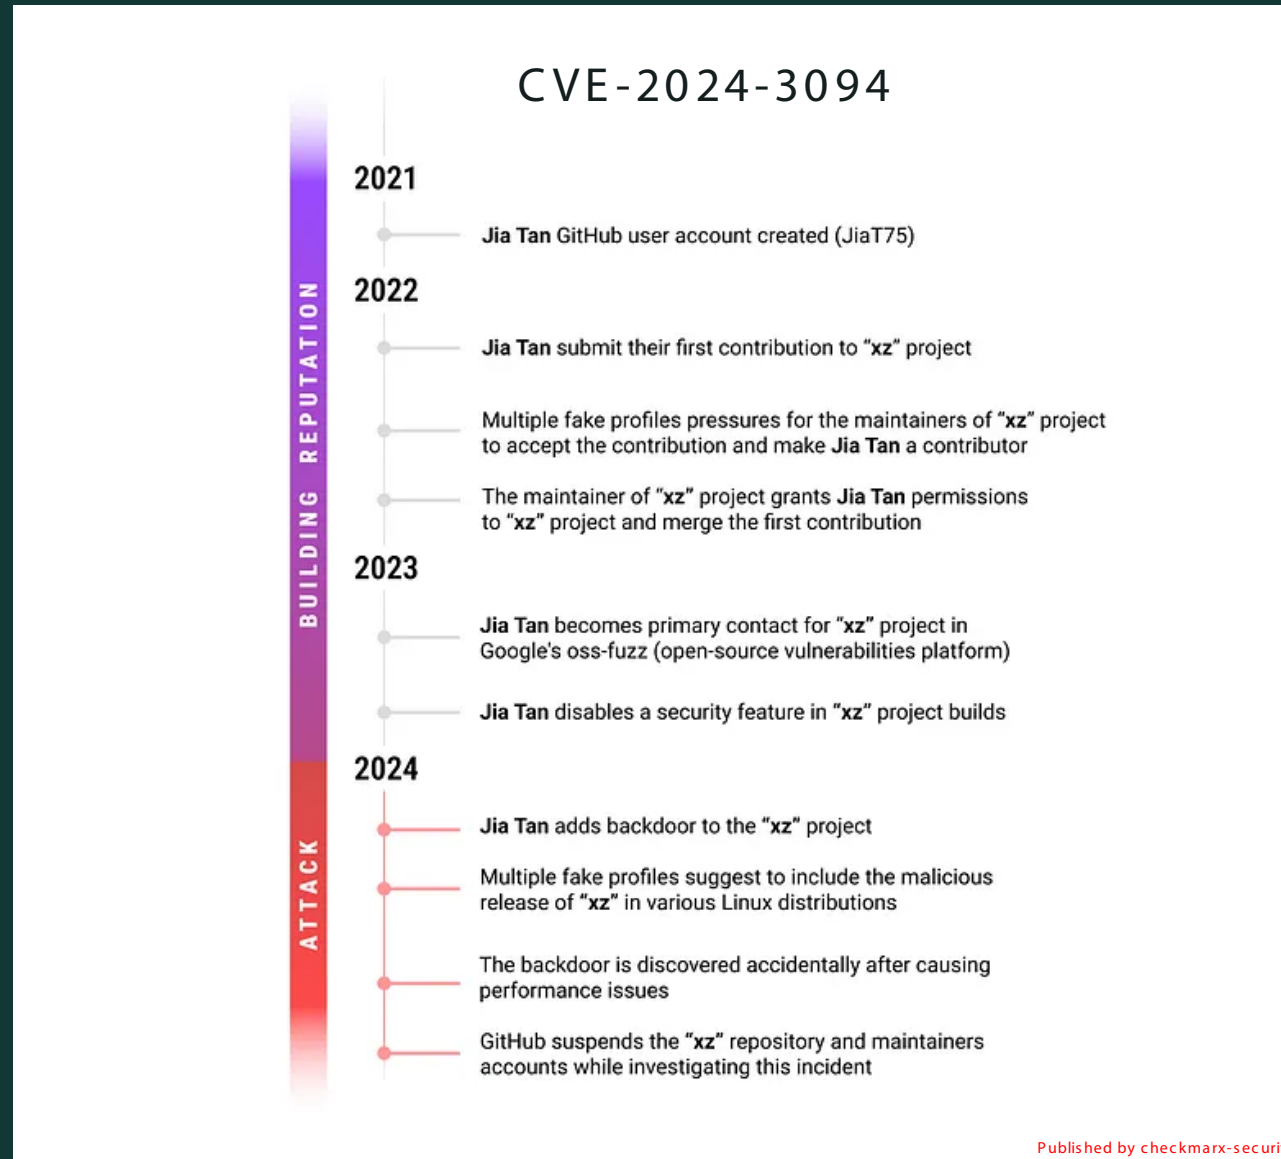 CVE-2024-3094
2021
Jia Tan GitHub user account created (JiaT75)
2022
Jia Tan submit their first contribution to “xz” project
Multiple fake profiles pressures for the maintainers of “xz” project
to accept the contribution and make Jia Tan a contributor
The maintainer of “xz” project grants Jia Tan permissions
to “xz” project and merge the first contribution
2023
Jia Tan becomes primary contact for “xz” project in
Google's oss-fuzz (open-source vulnerabilities platform)
Jia Tan disables a security feature in “xz” project builds
BUILDING REPUTATION
2024
Jia Tan adds backdoor to the “xz” project
Multiple fake profiles suggest to include the malicious
release of “xz” in various Linux distributions
The backdoor is discovered accidentally after causing
performance issues
GitHub suspends the “xz” repository and maintainers
accounts while investigating this incident
ATTACK
Published by checkmarx-securi